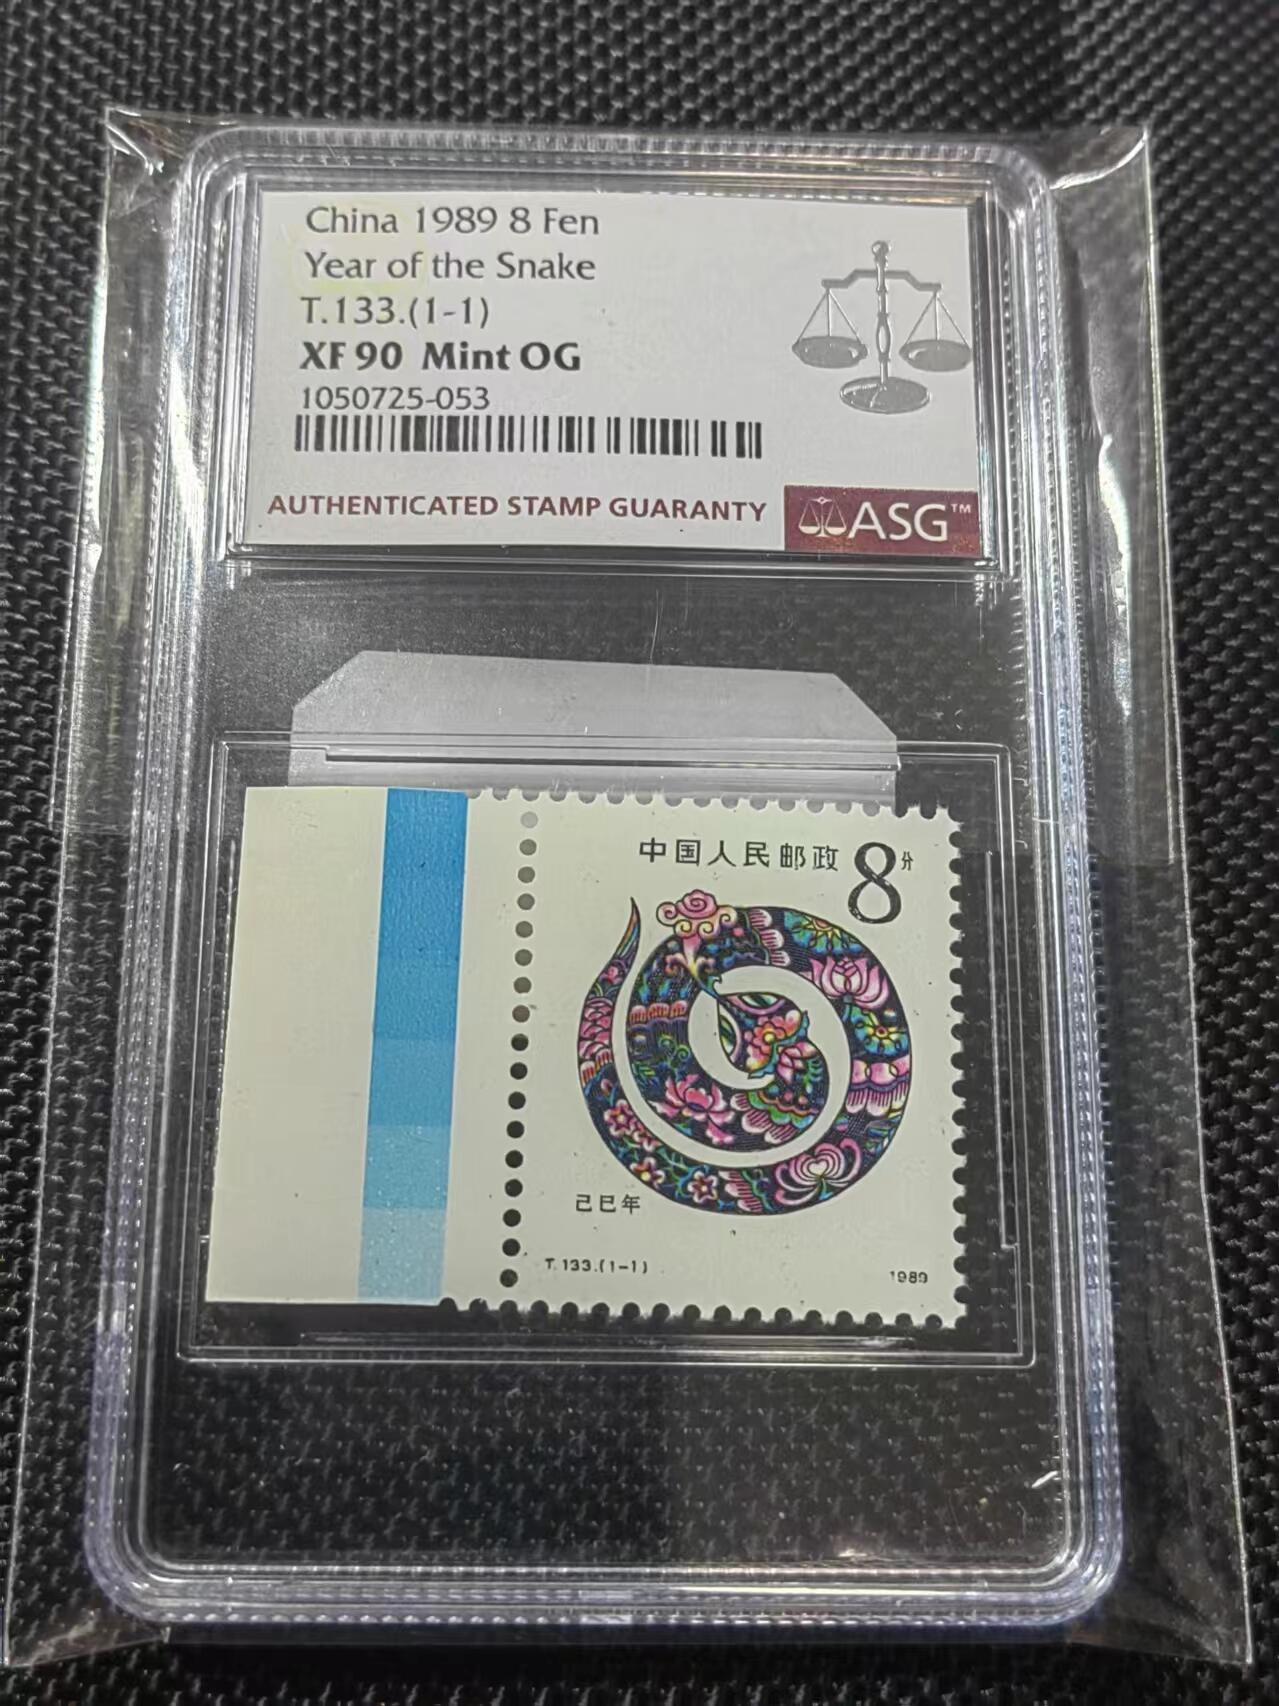 China 1989 8 Fen
Year of the Snake
T.133.(1-1)
XF 90 Mint OG
1050725-053
AUTHENTICATED STAMP GUARANTY ASG™
中国人民邮政 8分
己巳年
T.133.(1-1) 1989